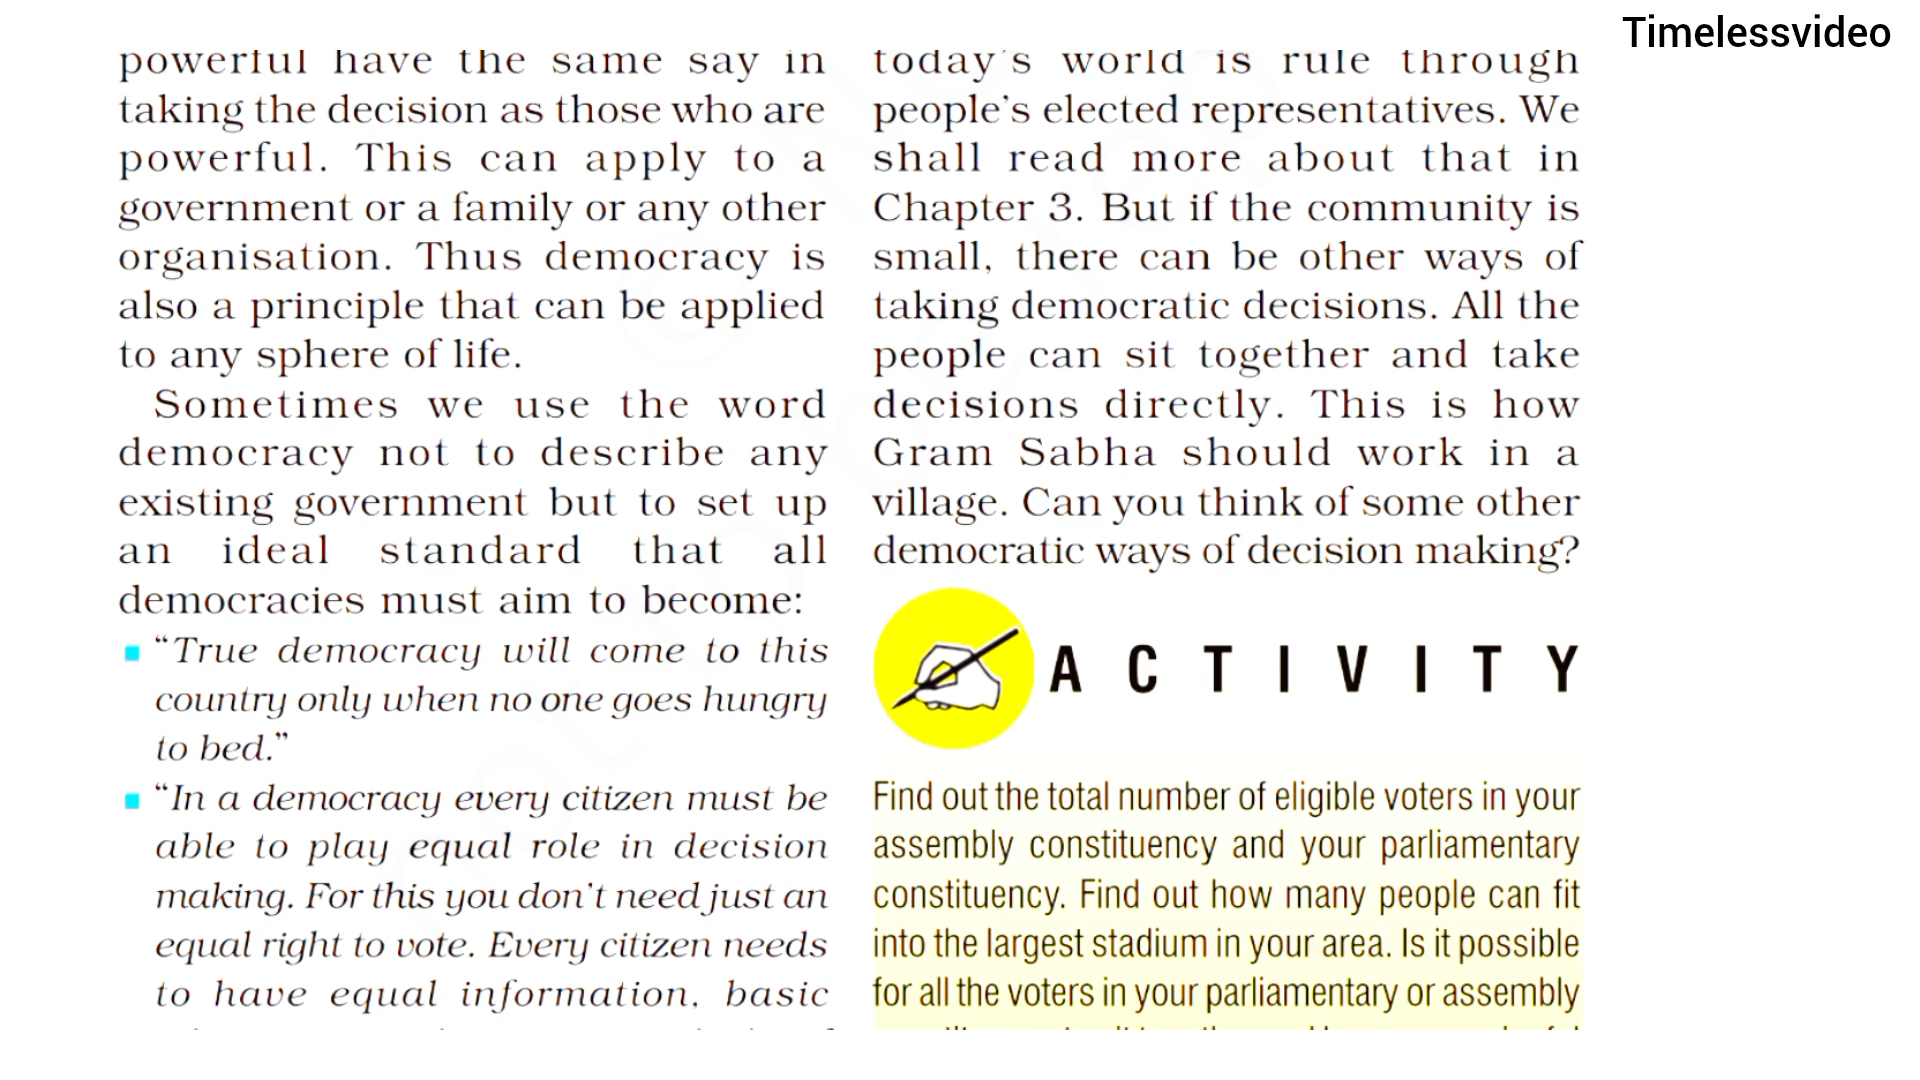 Timelessvideo
powerful have the same say in
taking the decision as those who are
powerful. This can apply to a
government or a family or any other
organisation. Thus democracy is
also a principle that can be applied
to any sphere of life.
Sometimes we use the word
democracy not to describe any
existing government but to set up
an ideal standard that all
democracies must aim to become:
“True democracy will come to this
country only when no one goes hungry
to bed.”
“In a democracy every citizen must be
able to play equal role in decision
making. For this you don’t need just an
equal right to vote. Every citizen needs
to have equal information, basic
today’s world is rule through
people’s elected representatives. We
shall read more about that in
Chapter 3. But if the community is
small, there can be other ways of
taking democratic decisions. All the
people can sit together and take
decisions directly. This is how
Gram Sabha should work in a
village. Can you think of some other
democratic ways of decision making?
ACTIVITY
Find out the total number of eligible voters in your
assembly constituency and your parliamentary
constituency. Find out how many people can fit
into the largest stadium in your area. Is it possible
for all the voters in your parliamentary or assembly